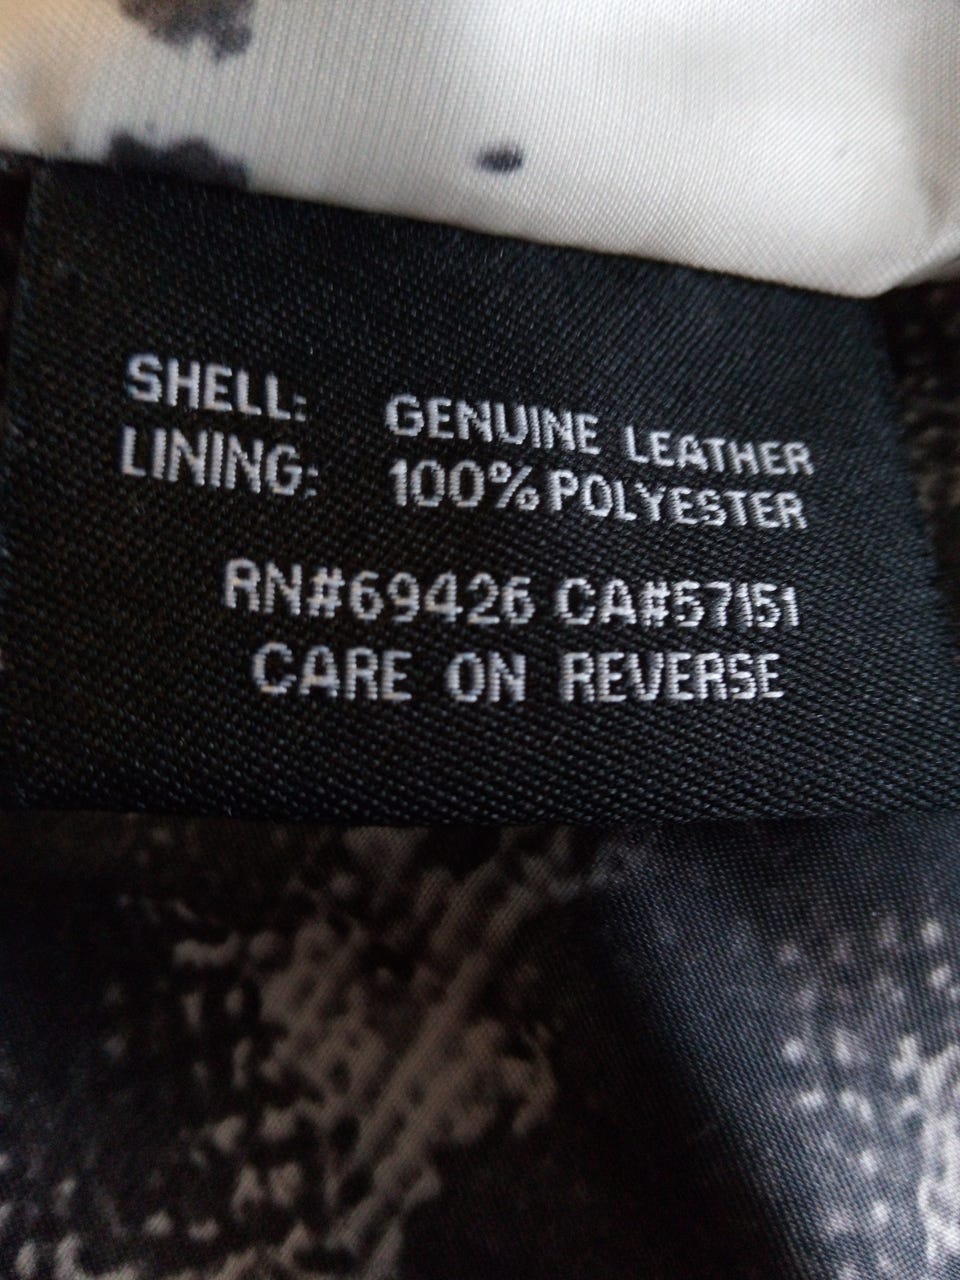 SHELL: GENUINE LEATHER
LINING: 100% POLYESTER
RN#69426 CA#57151
CARE ON REVERSE